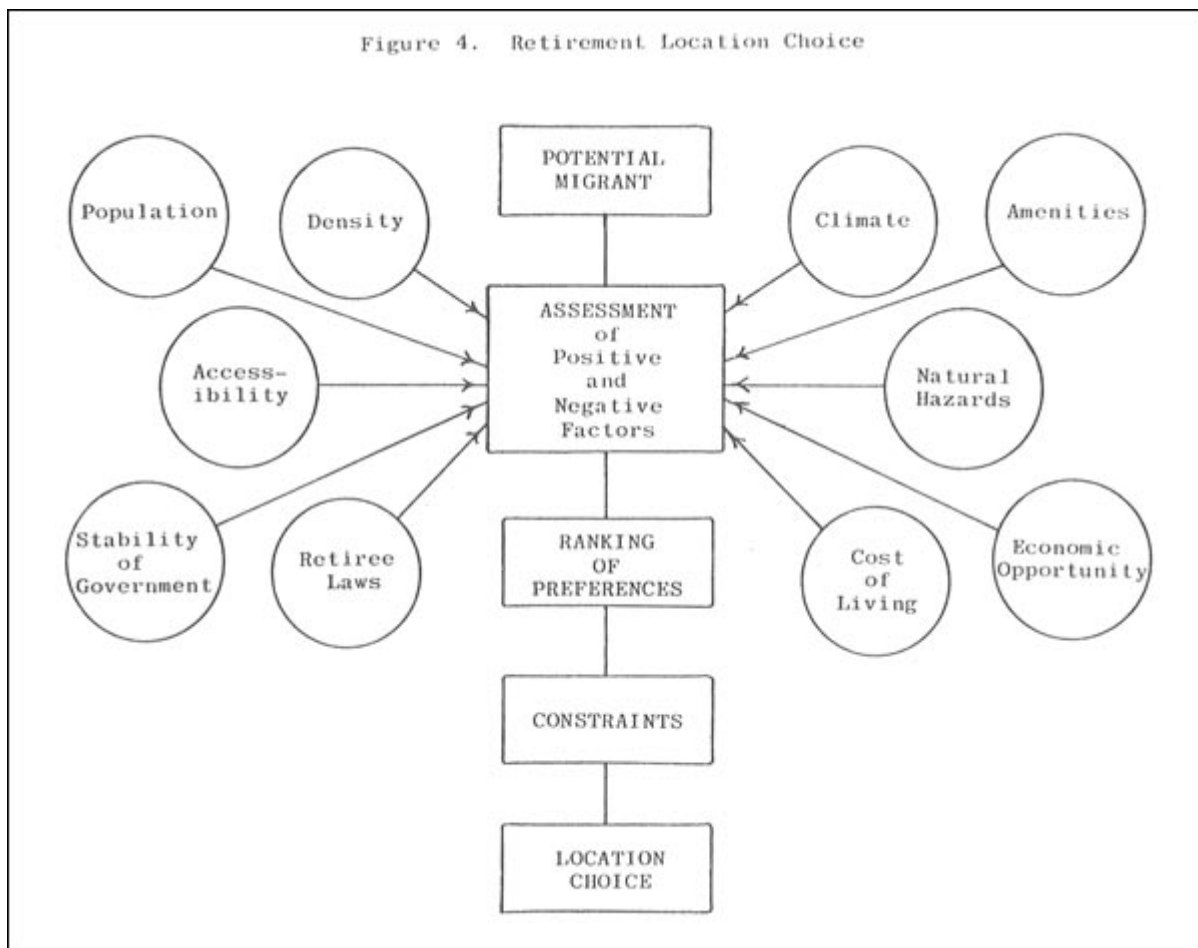 Figure 4. Retirement Location Choice
POTENTIAL
MIGRANT
Population
Density
Climate
Amenities
ASSESSMENT
of
Positive
and
Negative
Factors
Access-
ibility
Natural
Hazards
Stability
of
Government
Retiree
Laws
RANKING
OF
PREFERENCES
Cost
of
Living
Economic
Opportunity
CONSTRAINTS
LOCATION
CHOICE